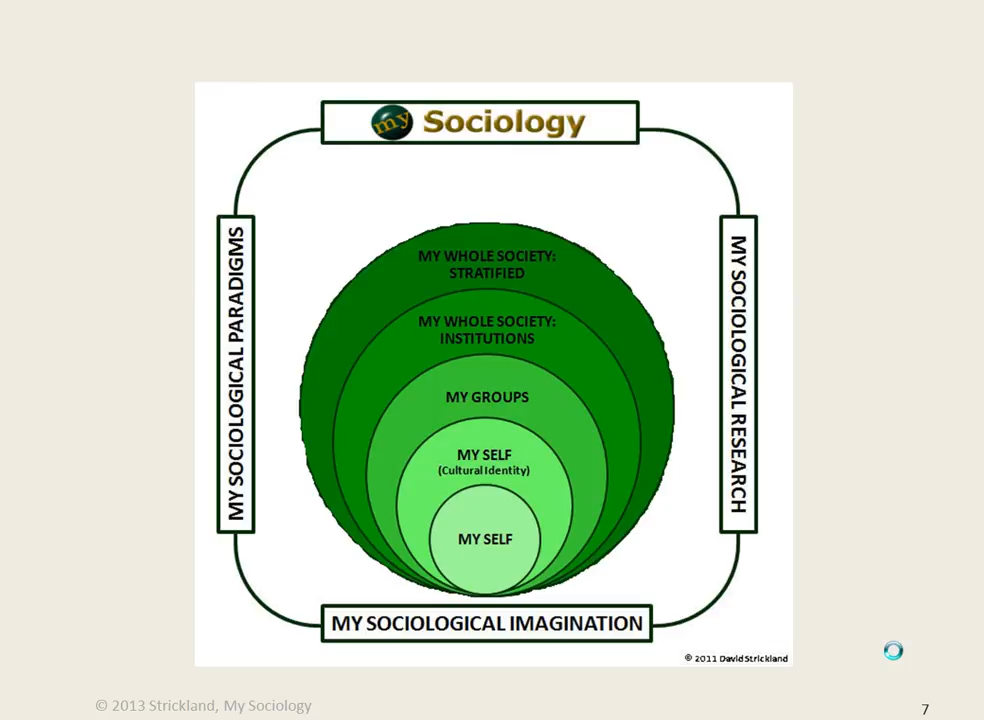 my Sociology
MY SOCIOLOGICAL PARADIGMS
MY WHOLE SOCIETY:
STRATIFIED
MY WHOLE SOCIETY:
INSTITUTIONS
MY GROUPS
MY SELF
(Cultural Identity)
MY SELF
MY SOCIOLOGICAL RESEARCH
MY SOCIOLOGICAL IMAGINATION
© 2011 David Strickland
© 2013 Strickland, My Sociology
7